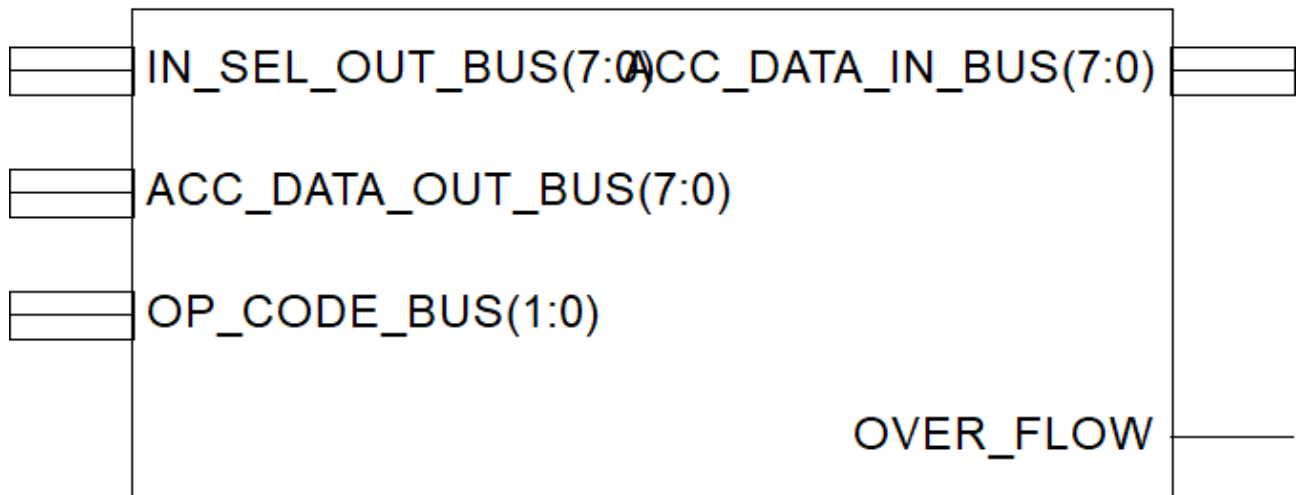 IN_SEL_OUT_BUS(7:0)
ACC_DATA_IN_BUS(7:0)
ACC_DATA_OUT_BUS(7:0)
OP_CODE_BUS(1:0)
OVER_FLOW